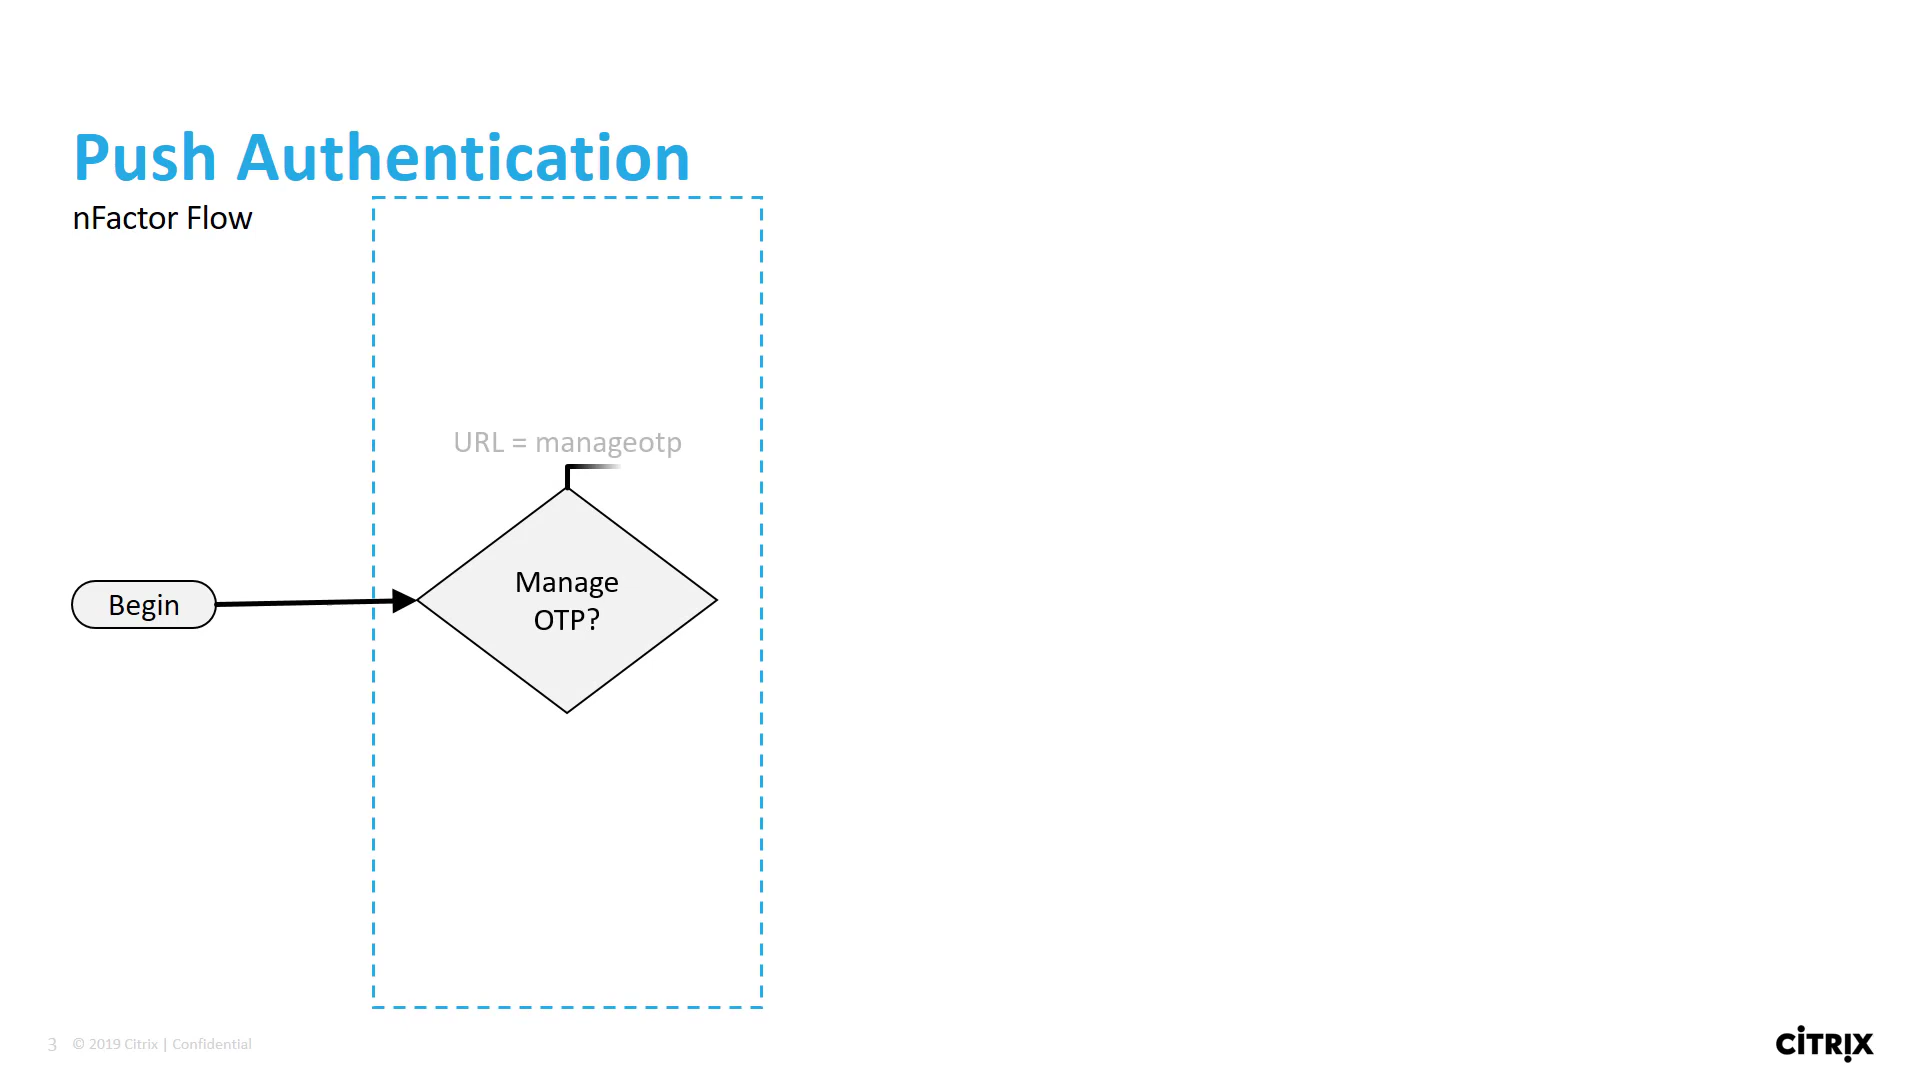 Push Authentication
nFactor Flow
URL = manageotp
Begin
Manage
OTP?
3 © 2019 Citrix | Confidential
CITRIX